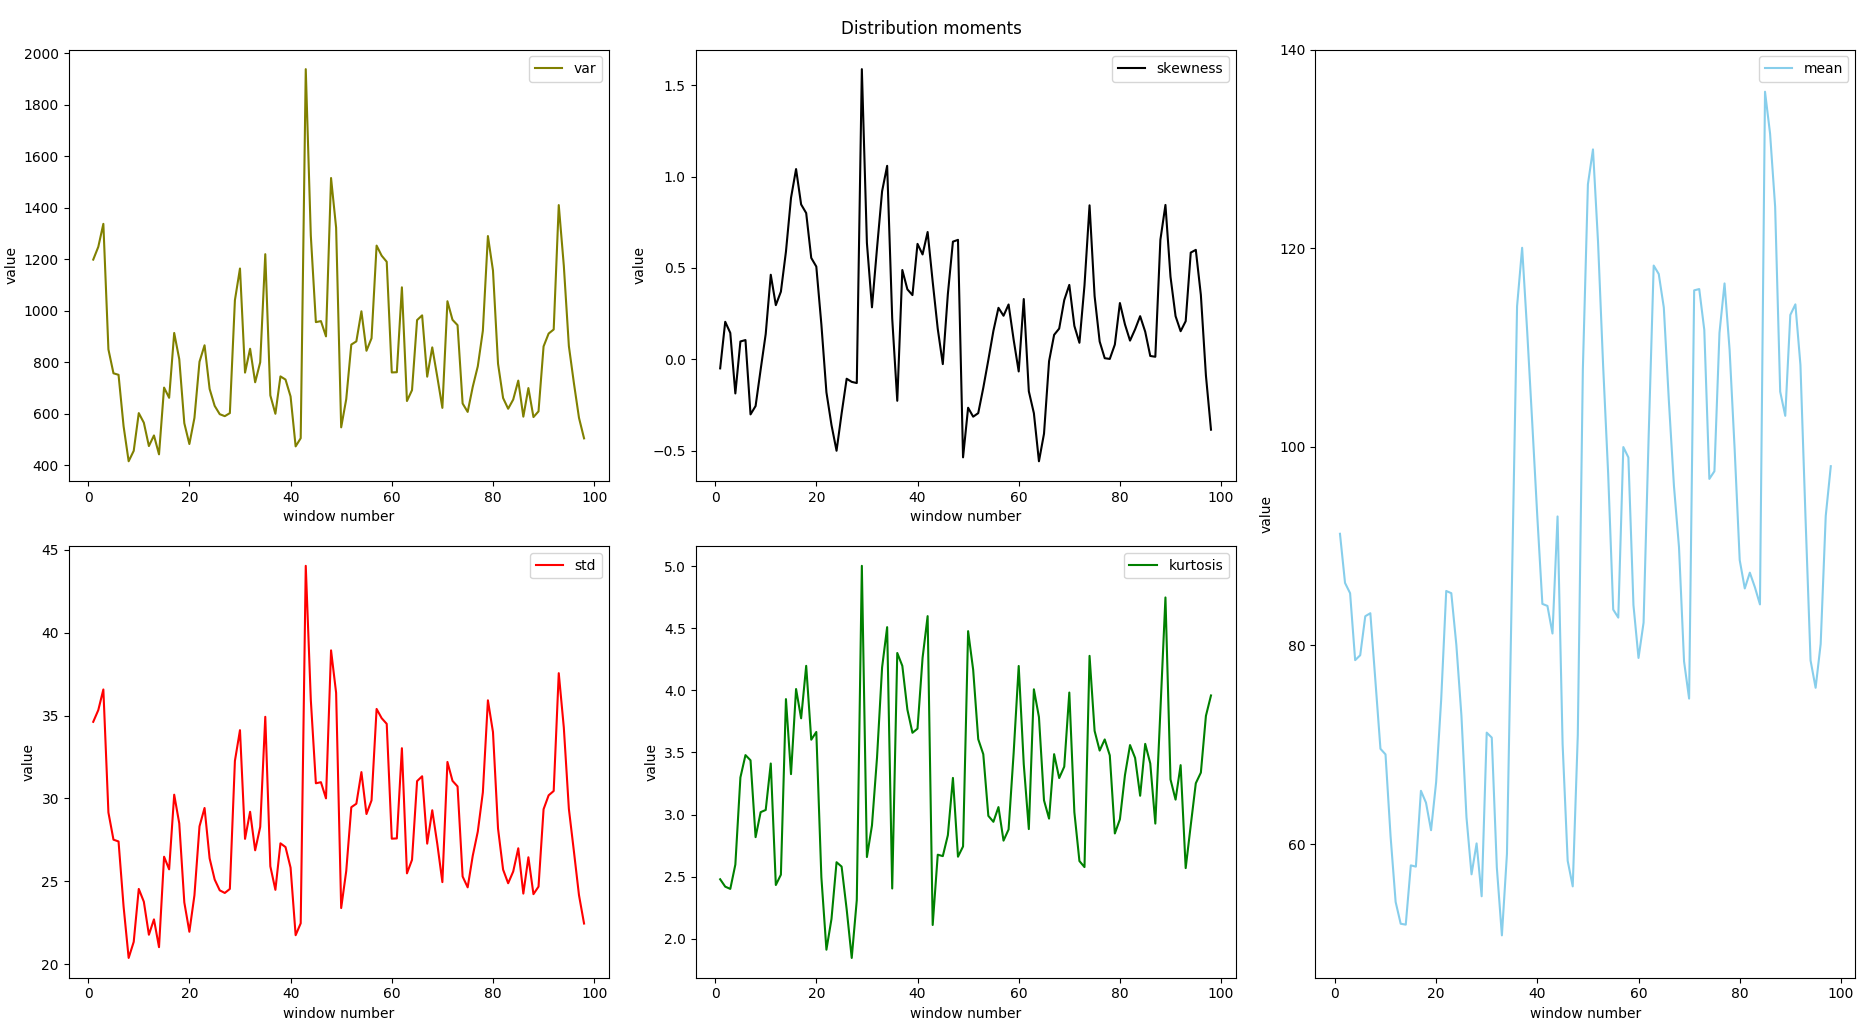 Distribution moments
var
2000
1800
1600
1400
1200
1000
800
600
400
value
0 20 40 60 80 100
window number
skewness
1.5
1.0
0.5
0.0
−0.5
value
0 20 40 60 80 100
window number
mean
140
120
100
80
60
value
0 20 40 60 80 100
window number
std
45
40
35
30
25
20
value
0 20 40 60 80 100
window number
kurtosis
5.0
4.5
4.0
3.5
3.0
2.5
2.0
value
0 20 40 60 80 100
window number